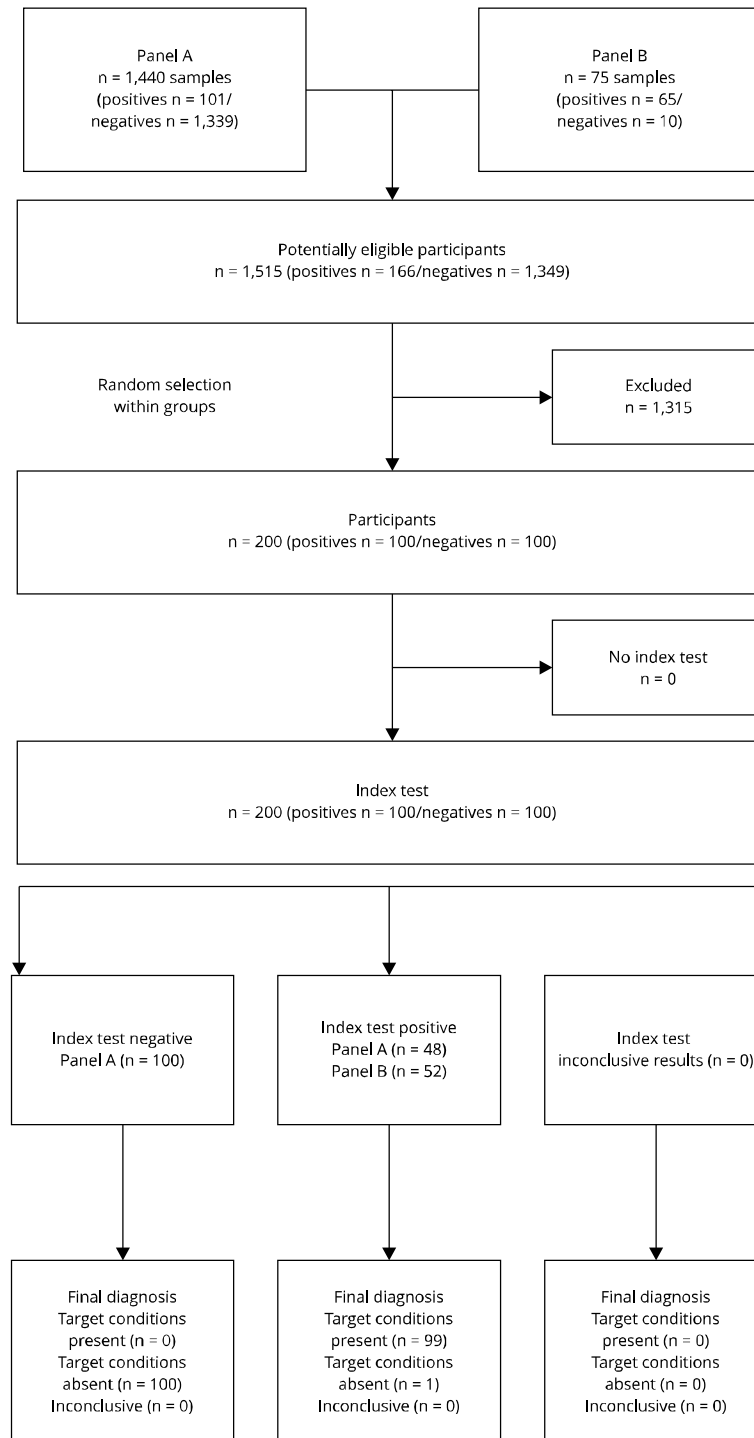 Panel A
n = 1,440 samples
(positives n = 101/
negatives n = 1,339)
Panel B
n = 75 samples
(positives n = 65/
negatives n = 10)
Potentially eligible participants
n = 1,515 (positives n = 166/negatives n = 1,349)
Random selection
within groups
Excluded
n = 1,315
Participants
n = 200 (positives n = 100/negatives n = 100)
No index test
n = 0
Index test
n = 200 (positives n = 100/negatives n = 100)
Index test negative
Panel A (n = 100)
Index test positive
Panel A (n = 48)
Panel B (n = 52)
Index test
inconclusive results (n = 0)
Final diagnosis
Target conditions
present (n = 0)
Target conditions
absent (n = 100)
Inconclusive (n = 0)
Final diagnosis
Target conditions
present (n = 99)
Target conditions
absent (n = 1)
Inconclusive (n = 0)
Final diagnosis
Target conditions
present (n = 0)
Target conditions
absent (n = 0)
Inconclusive (n = 0)